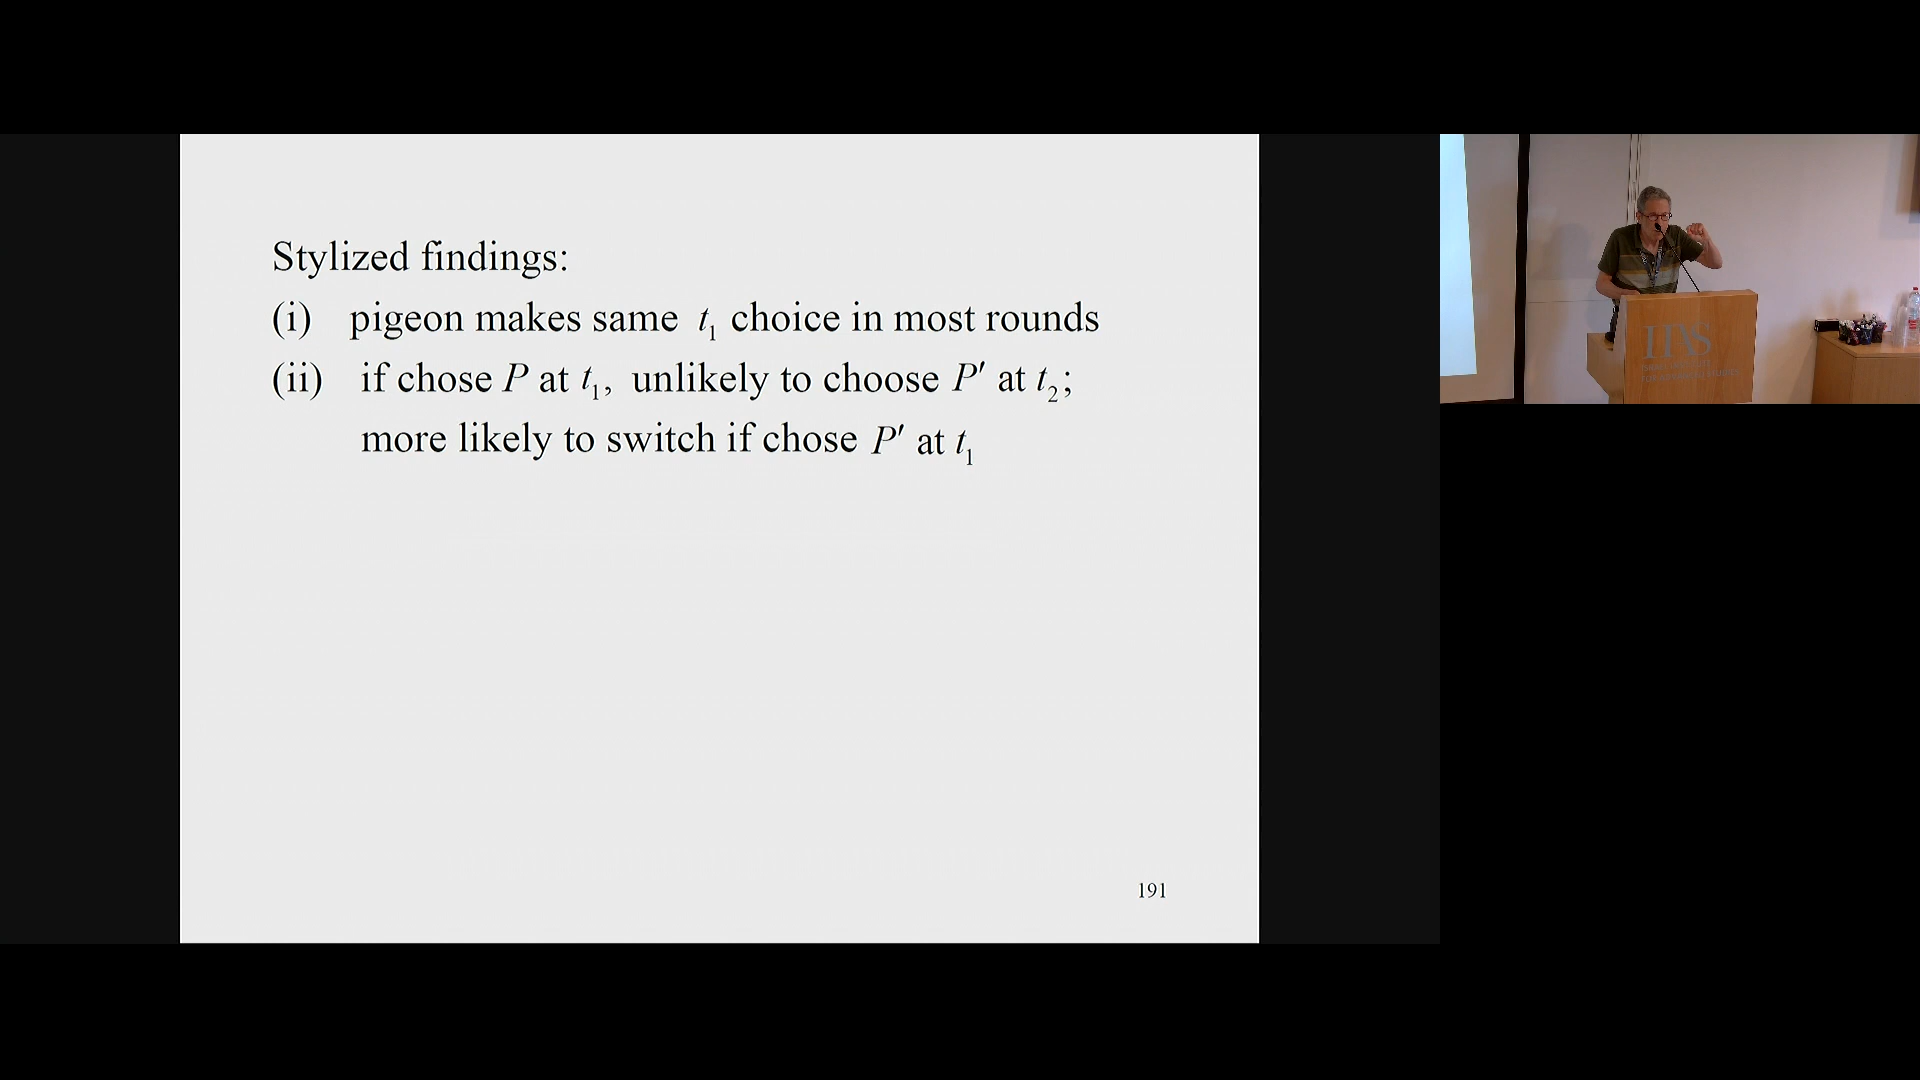 Stylized findings:
(i) pigeon makes same t₁ choice in most rounds
(ii) if chose P at t₁, unlikely to choose P′ at t₂;
more likely to switch if chose P′ at t₁
191
IIAS